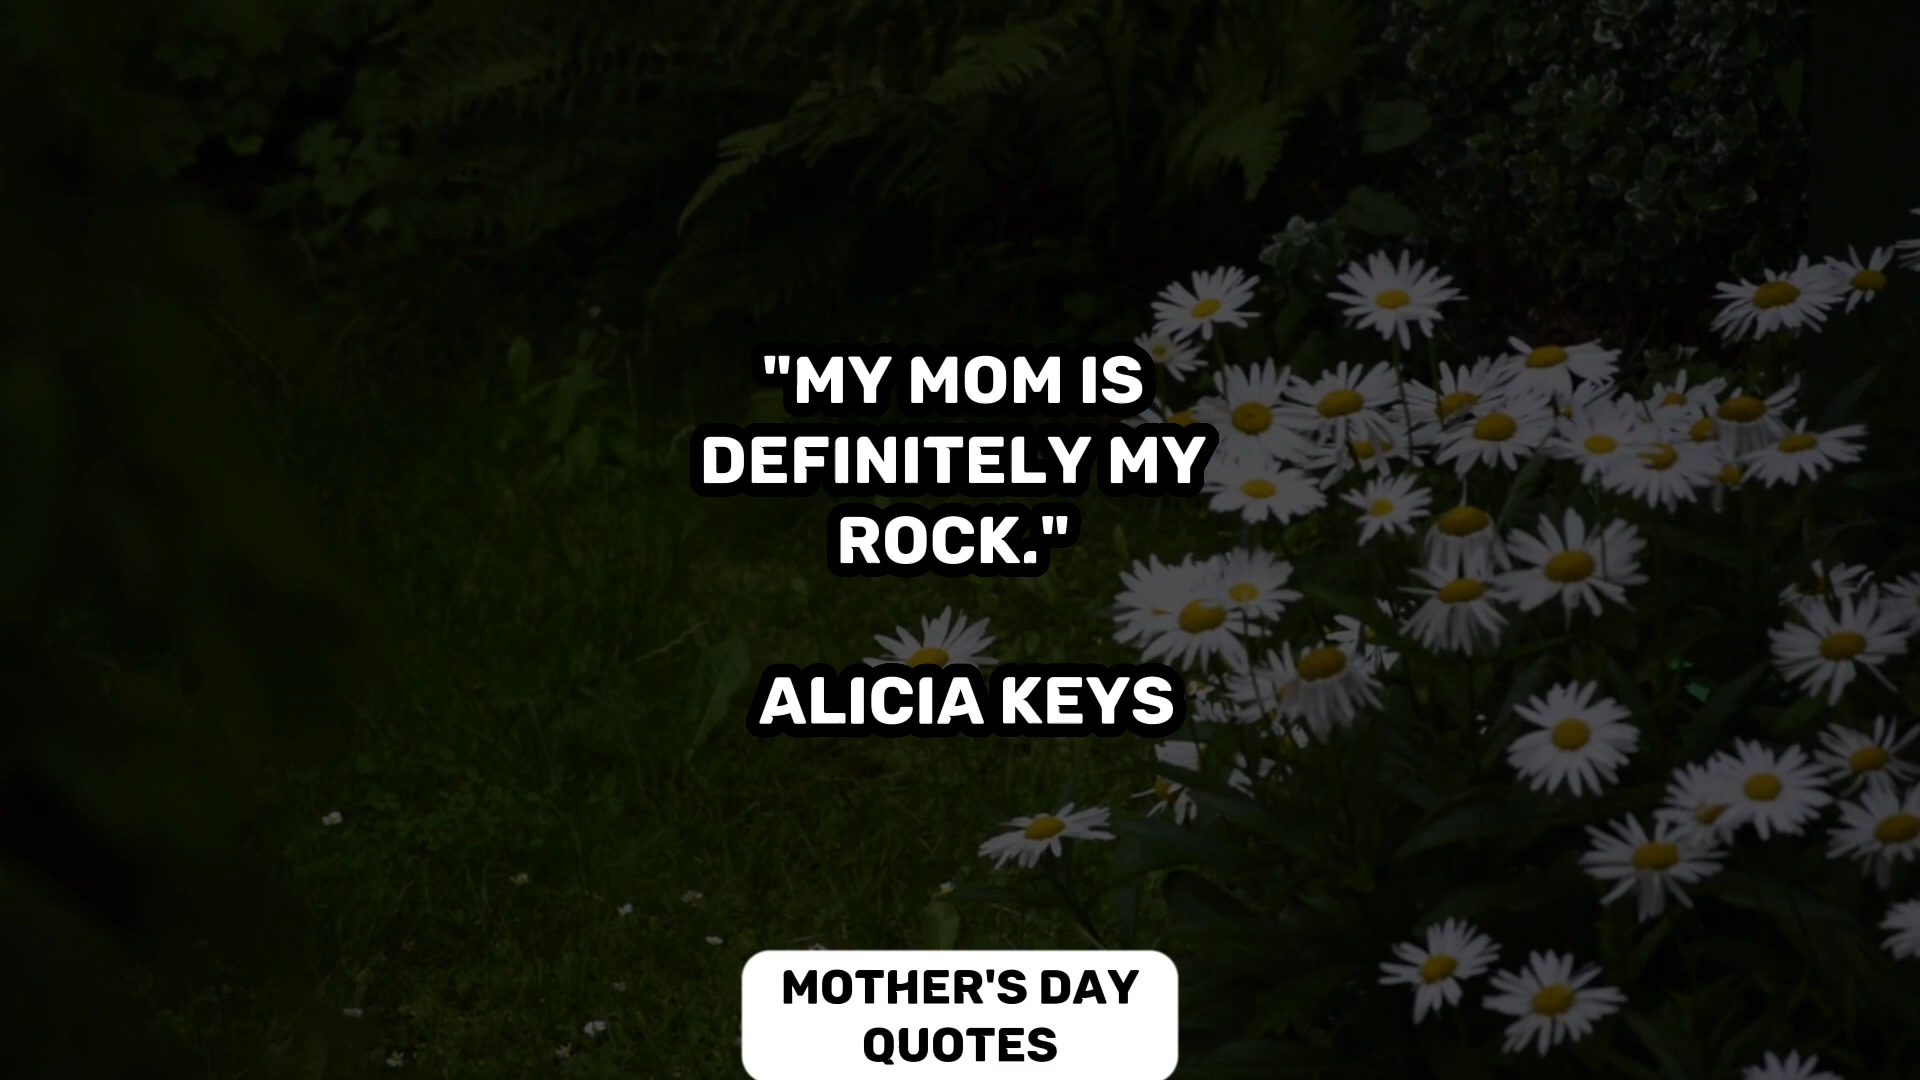 "MY MOM IS
DEFINITELY MY
ROCK."
ALICIA KEYS
MOTHER'S DAY
QUOTES